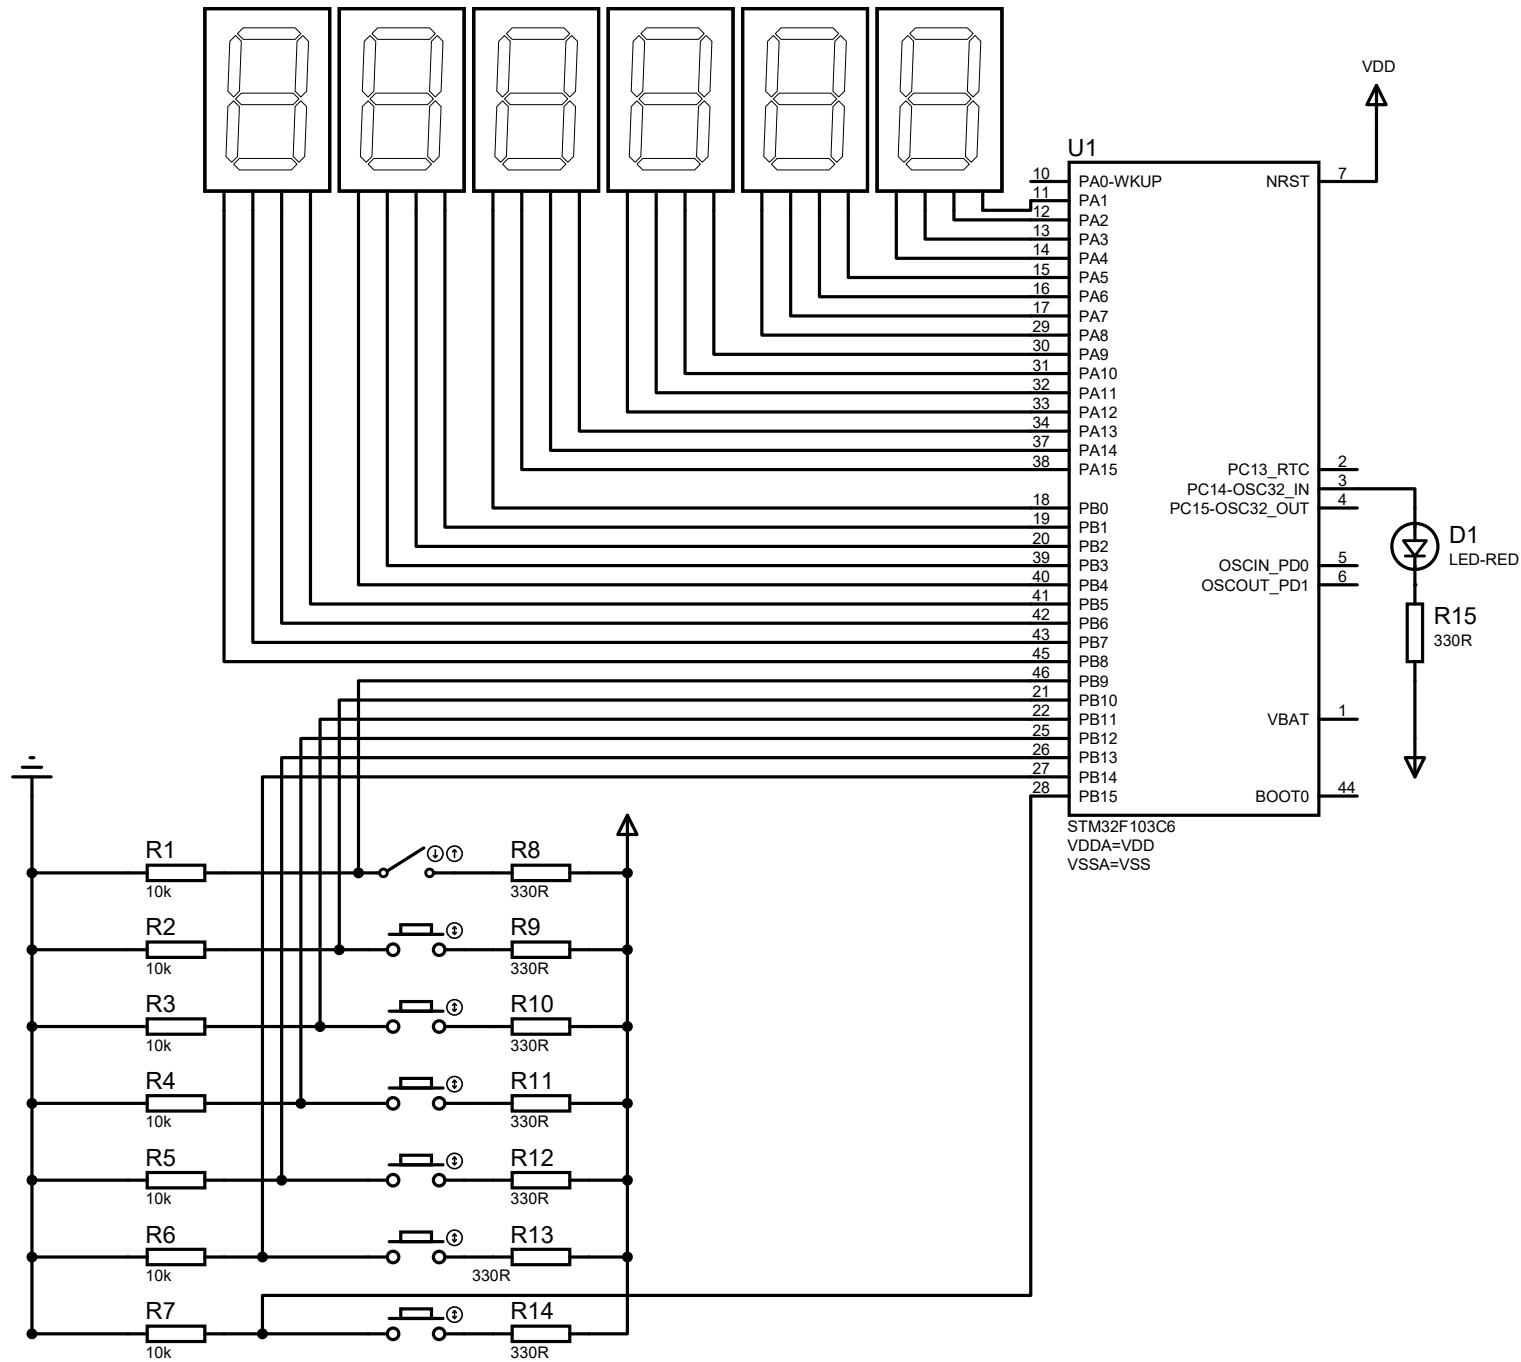 VDD
U1
10 PA0-WKUP NRST 7
11 PA1
12 PA2
13 PA3
14 PA4
15 PA5
16 PA6
17 PA7
29 PA8
30 PA9
31 PA10
32 PA11
33 PA12
34 PA13
37 PA14
38 PA15 PC13_RTC 2
PC14-OSC32_IN 3
18 PB0 PC15-OSC32_OUT 4
19 PB1
20 PB2
39 PB3 OSCIN_PD0 5
40 PB4 OSCOUT_PD1 6
41 PB5
42 PB6
43 PB7
45 PB8
46 PB9
21 PB10
22 PB11 VBAT 1
25 PB12
26 PB13
27 PB14
28 PB15 BOOT0 44
STM32F103C6
VDDA=VDD
VSSA=VSS
D1
LED-RED
R15
330R
R1 R8
10k 330R
R2 R9
10k 330R
R3 R10
10k 330R
R4 R11
10k 330R
R5 R12
10k 330R
R6 R13
10k 330R
R7 R14
10k 330R